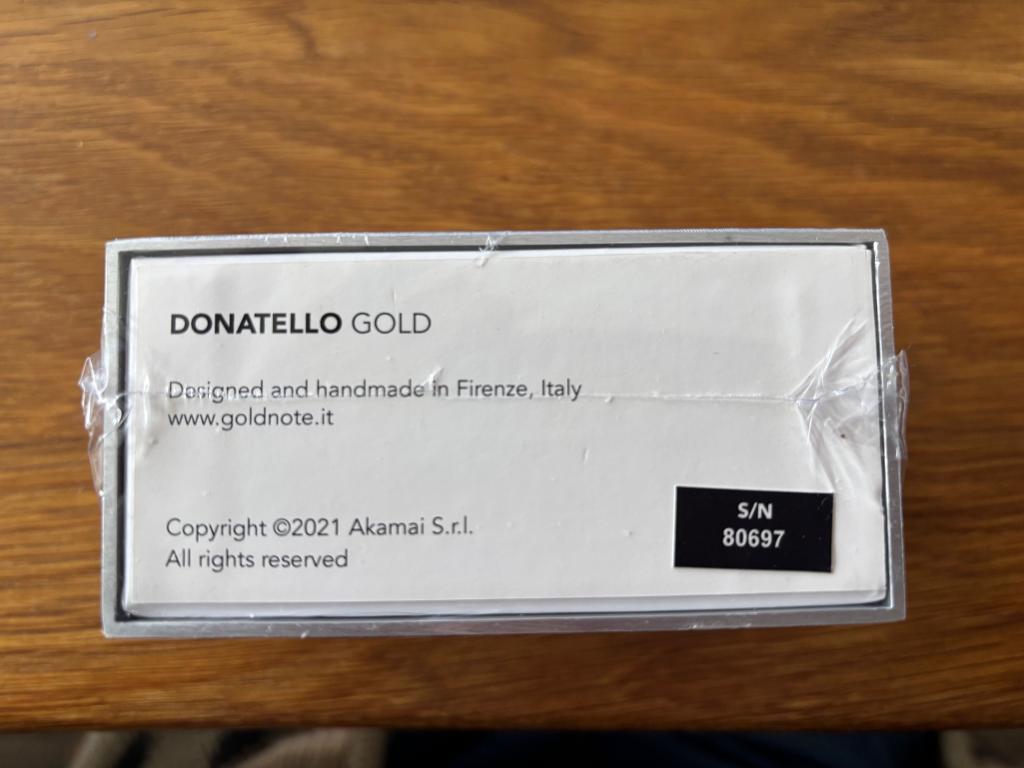 DONATELLO GOLD
Designed and handmade in Firenze, Italy
www.goldnote.it
Copyright ©2021 Akamai S.r.l.
All rights reserved
S/N
80697